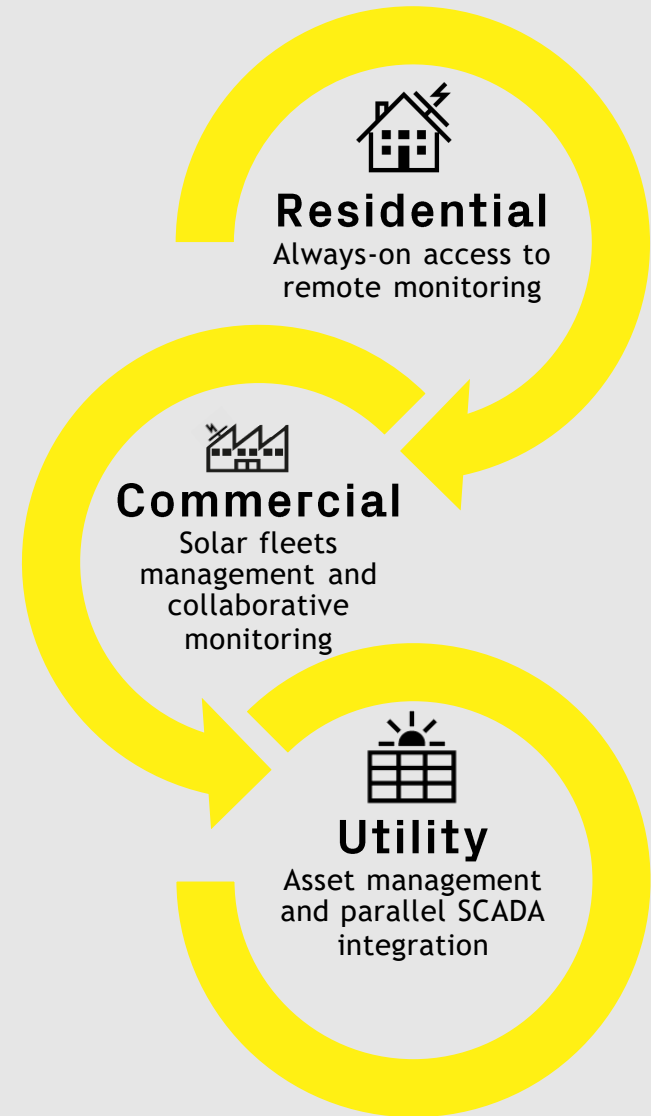 Residential
Always-on access to
remote monitoring
Commercial
Solar fleets
management and
collaborative
monitoring
Utility
Asset management
and parallel SCADA
integration